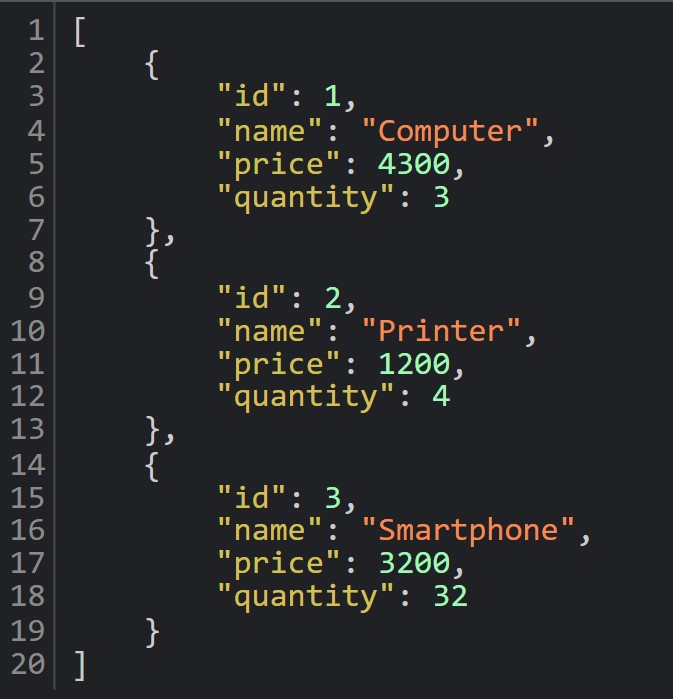 1 [
2     {
3         "id": 1,
4         "name": "Computer",
5         "price": 4300,
6         "quantity": 3
7     },
8     {
9         "id": 2,
10         "name": "Printer",
11         "price": 1200,
12         "quantity": 4
13     },
14     {
15         "id": 3,
16         "name": "Smartphone",
17         "price": 3200,
18         "quantity": 32
19     }
20 ]